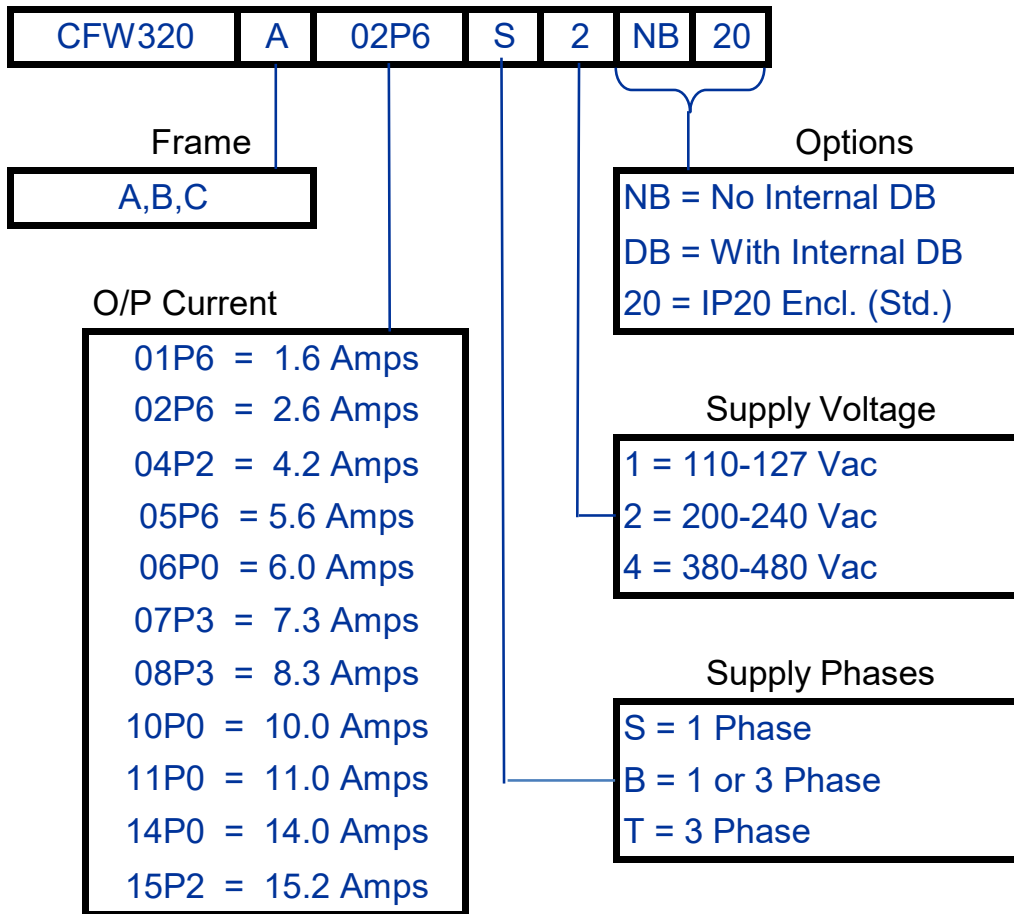 CFW320 A 02P6 S 2 NB 20
Frame
A,B,C
O/P Current
01P6 = 1.6 Amps
02P6 = 2.6 Amps
04P2 = 4.2 Amps
05P6 = 5.6 Amps
06P0 = 6.0 Amps
07P3 = 7.3 Amps
08P3 = 8.3 Amps
10P0 = 10.0 Amps
11P0 = 11.0 Amps
14P0 = 14.0 Amps
15P2 = 15.2 Amps
Options
NB = No Internal DB
DB = With Internal DB
20 = IP20 Encl. (Std.)
Supply Voltage
1 = 110-127 Vac
2 = 200-240 Vac
4 = 380-480 Vac
Supply Phases
S = 1 Phase
B = 1 or 3 Phase
T = 3 Phase